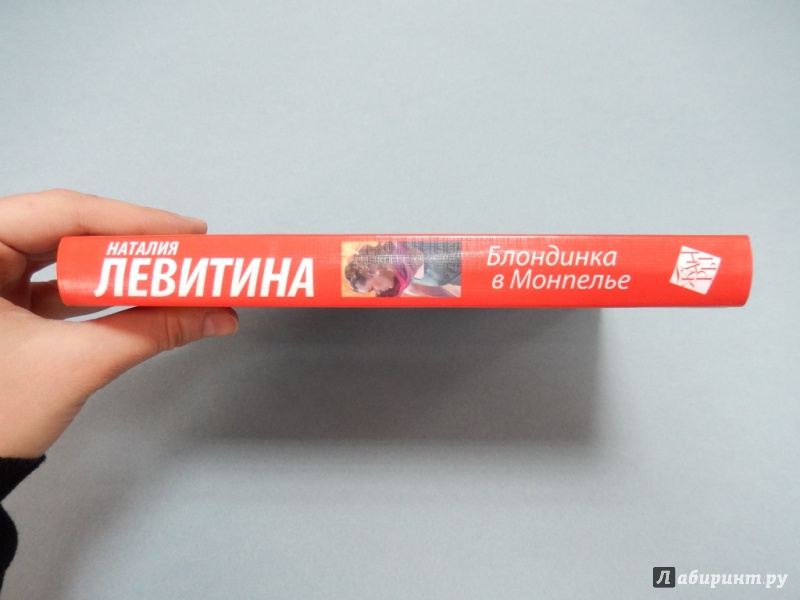 НАТАЛИЯ
ЛЕВИТИНА
Блондинка
в Монпелье
Лабиринт.ру